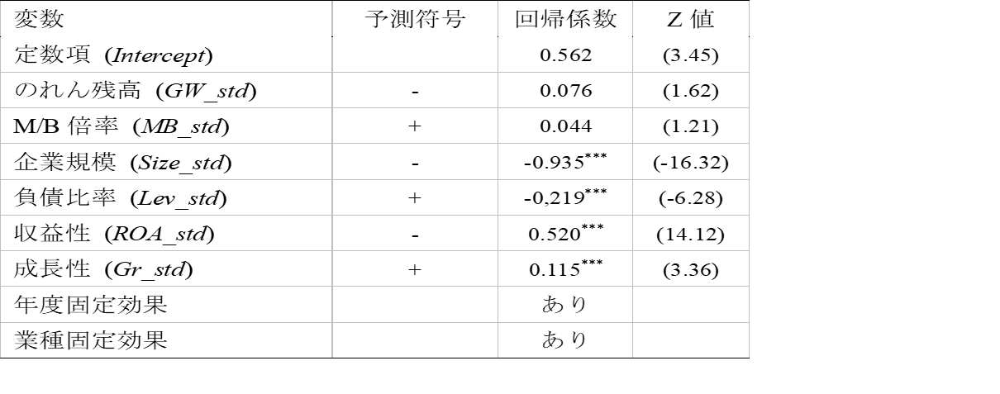 変数 予測符号 回帰係数 Z 値
定数項 (Intercept) 0.562 (3.45)
のれん残高 (GW_std) - 0.076 (1.62)
M/B 倍率 (MB_std) + 0.044 (1.21)
企業規模 (Size_std) - -0.935*** (-16.32)
負債比率 (Lev_std) + -0,219*** (-6.28)
収益性 (ROA_std) - 0.520*** (14.12)
成長性 (Gr_std) + 0.115*** (3.36)
年度固定効果 あり
業種固定効果 あり